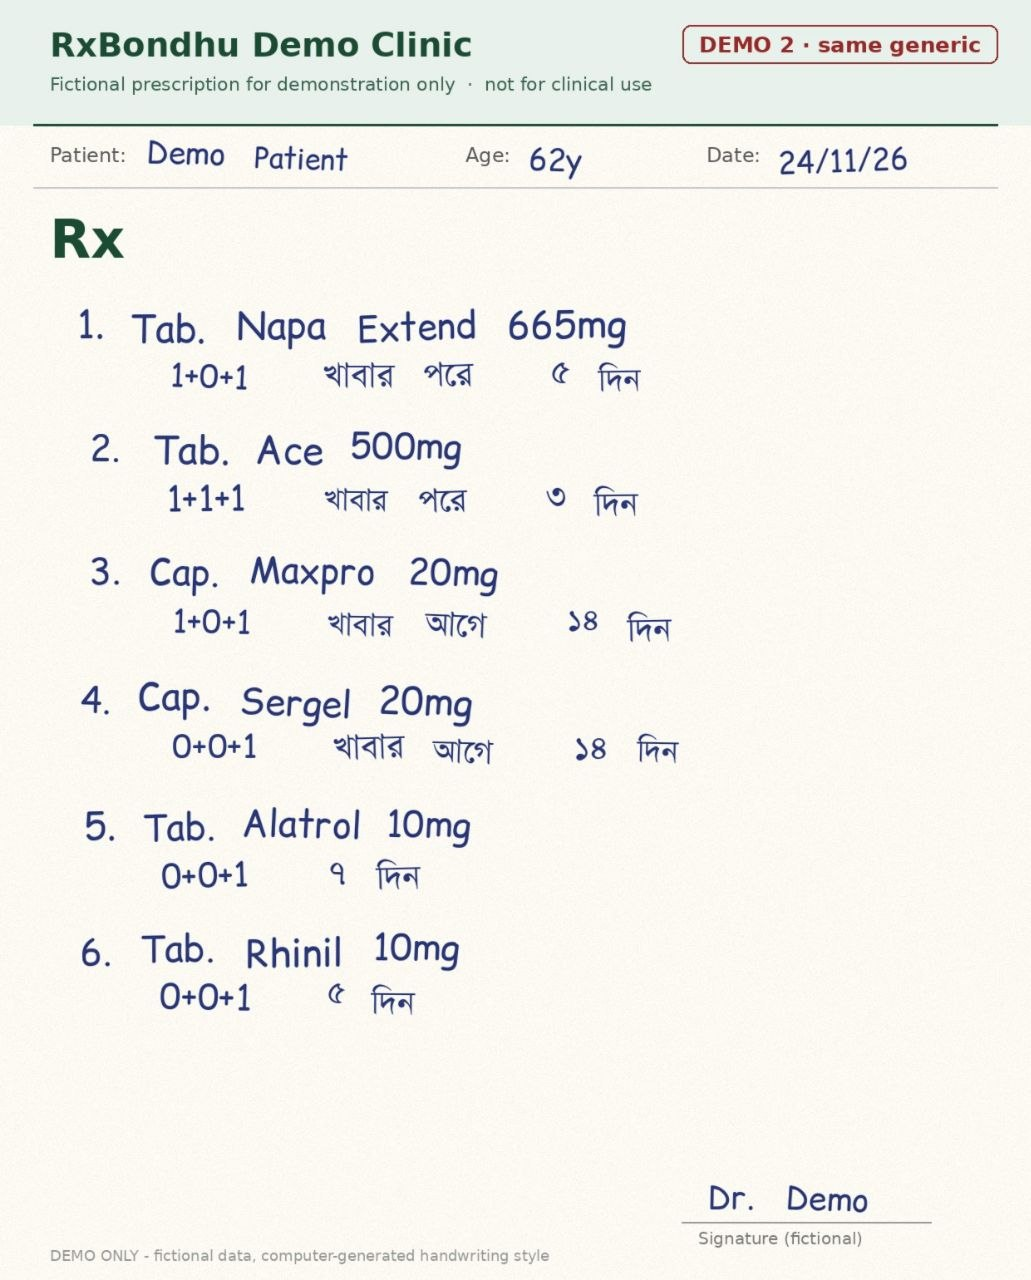 RxBondhu Demo Clinic
DEMO 2 · same generic
Fictional prescription for demonstration only · not for clinical use
Patient: Demo Patient Age: 62y Date: 24/11/26
Rx
1. Tab. Napa Extend 665mg
1+0+1 খাবার পরে ৫ দিন
2. Tab. Ace 500mg
1+1+1 খাবার পরে ৩ দিন
3. Cap. Maxpro 20mg
1+0+1 খাবার আগে ১৪ দিন
4. Cap. Sergel 20mg
0+0+1 খাবার আগে ১৪ দিন
5. Tab. Alatrol 10mg
0+0+1 ৭ দিন
6. Tab. Rhinil 10mg
0+0+1 ৫ দিন
Dr. Demo
Signature (fictional)
DEMO ONLY - fictional data, computer-generated handwriting style